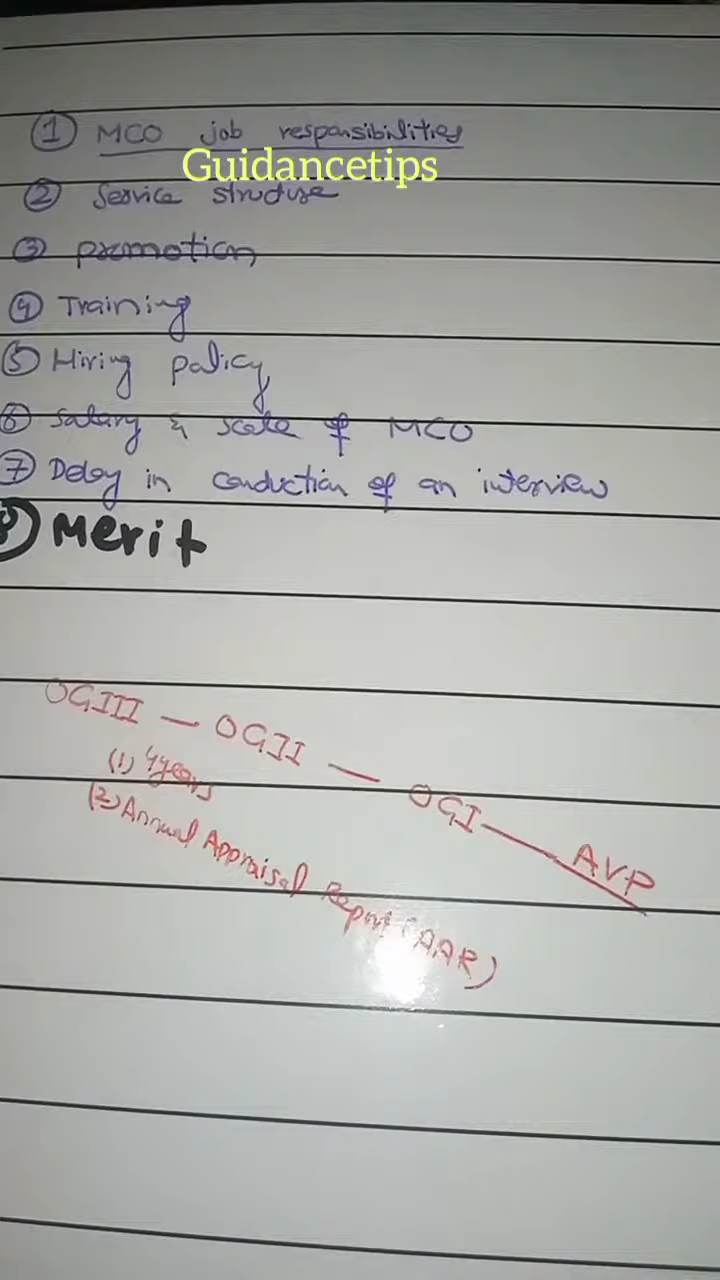 ① MCO job responsibilities
Guidancetips
② Service structure
③ promotion
④ Training
⑤ Hiring policy
⑥ Salary & scale of MCO
⑦ Delay in conduction of an interview
⑧ Merit
OGIII — OGII — OGI — AVP
(1) 4 years
(2) Annual Appraisal Report (AAR)